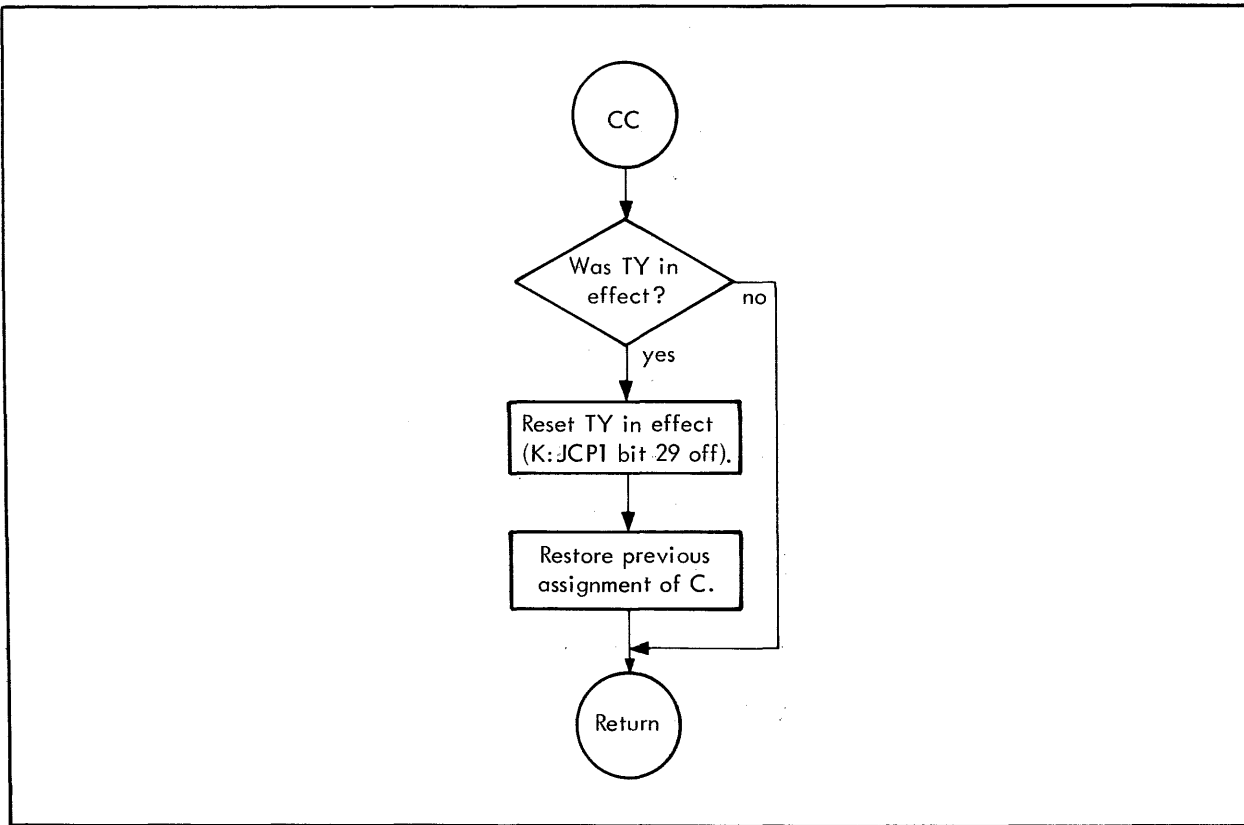 CC
Was TY in
effect?
no
yes
Reset TY in effect
(K:JCP1 bit 29 off).
Restore previous
assignment of C.
Return